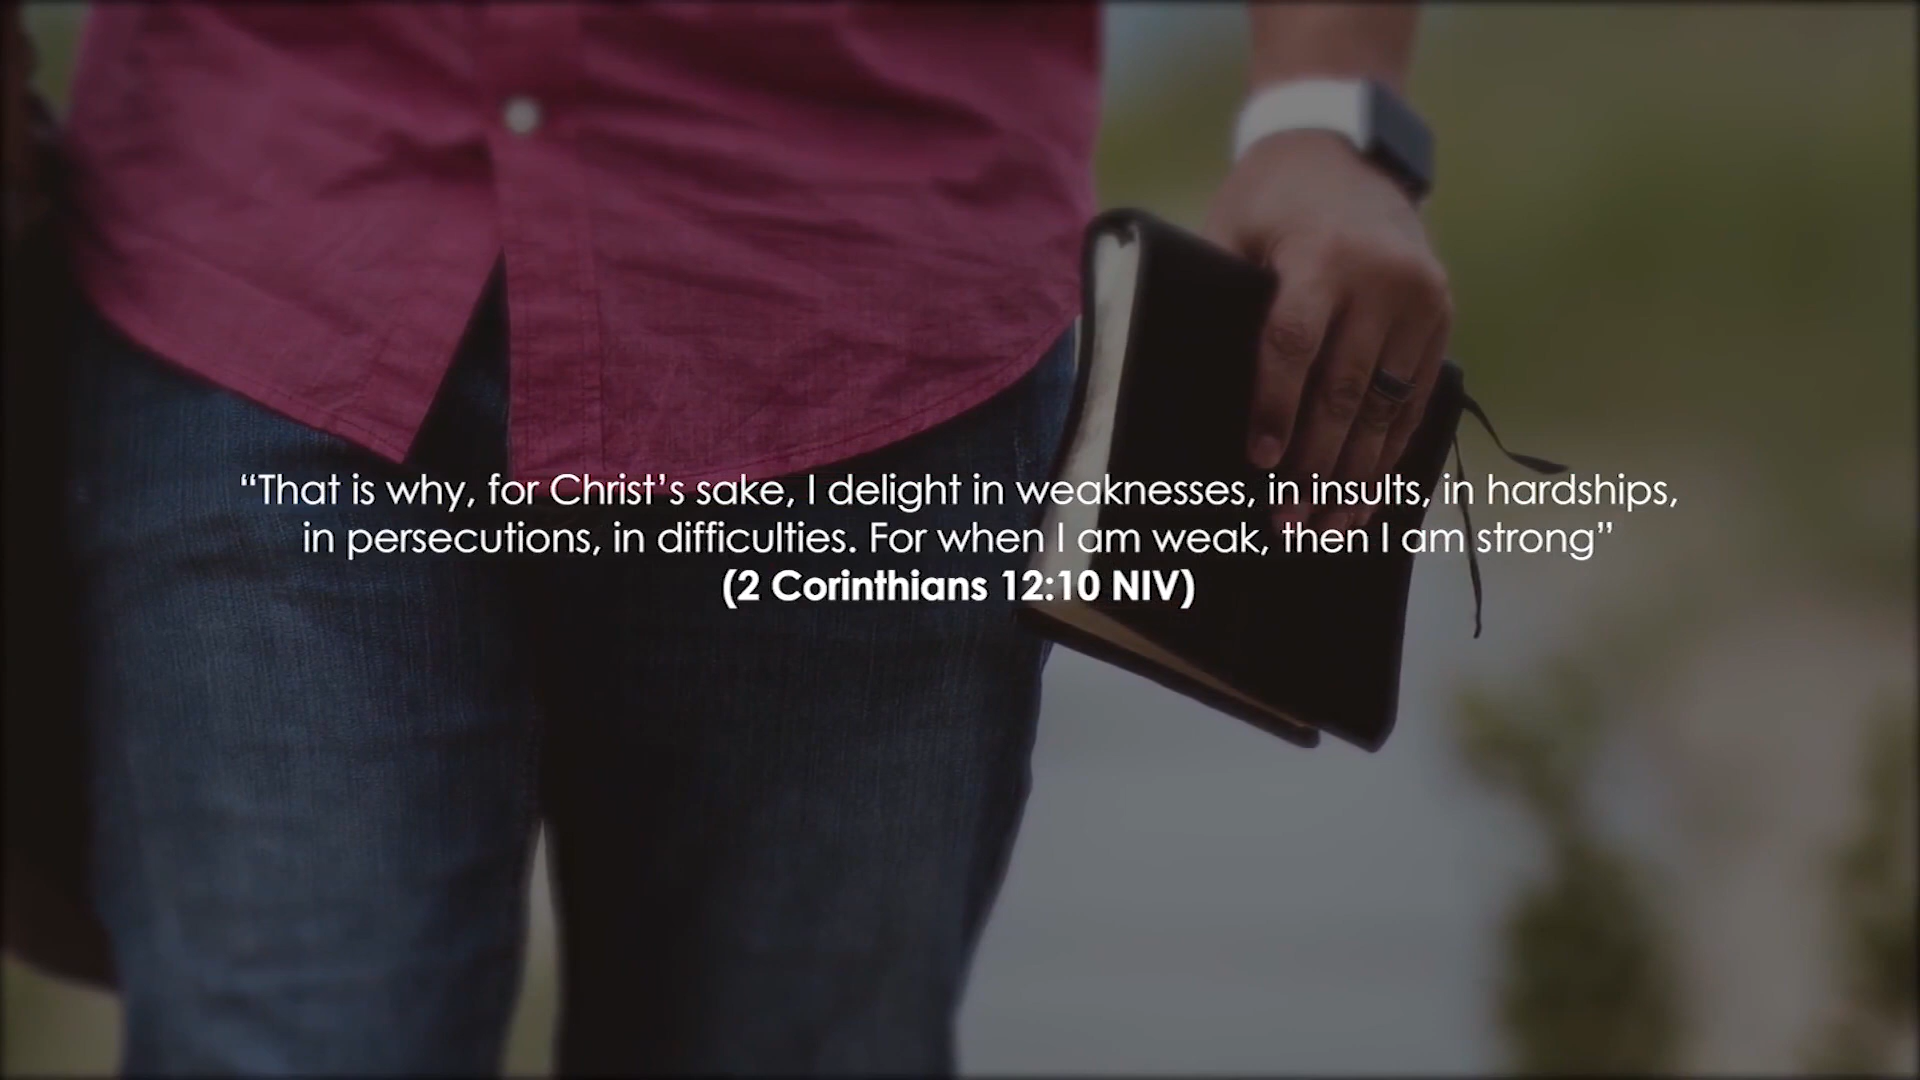 “That is why, for Christ’s sake, I delight in weaknesses, in insults, in hardships,
in persecutions, in difficulties. For when I am weak, then I am strong”
(2 Corinthians 12:10 NIV)